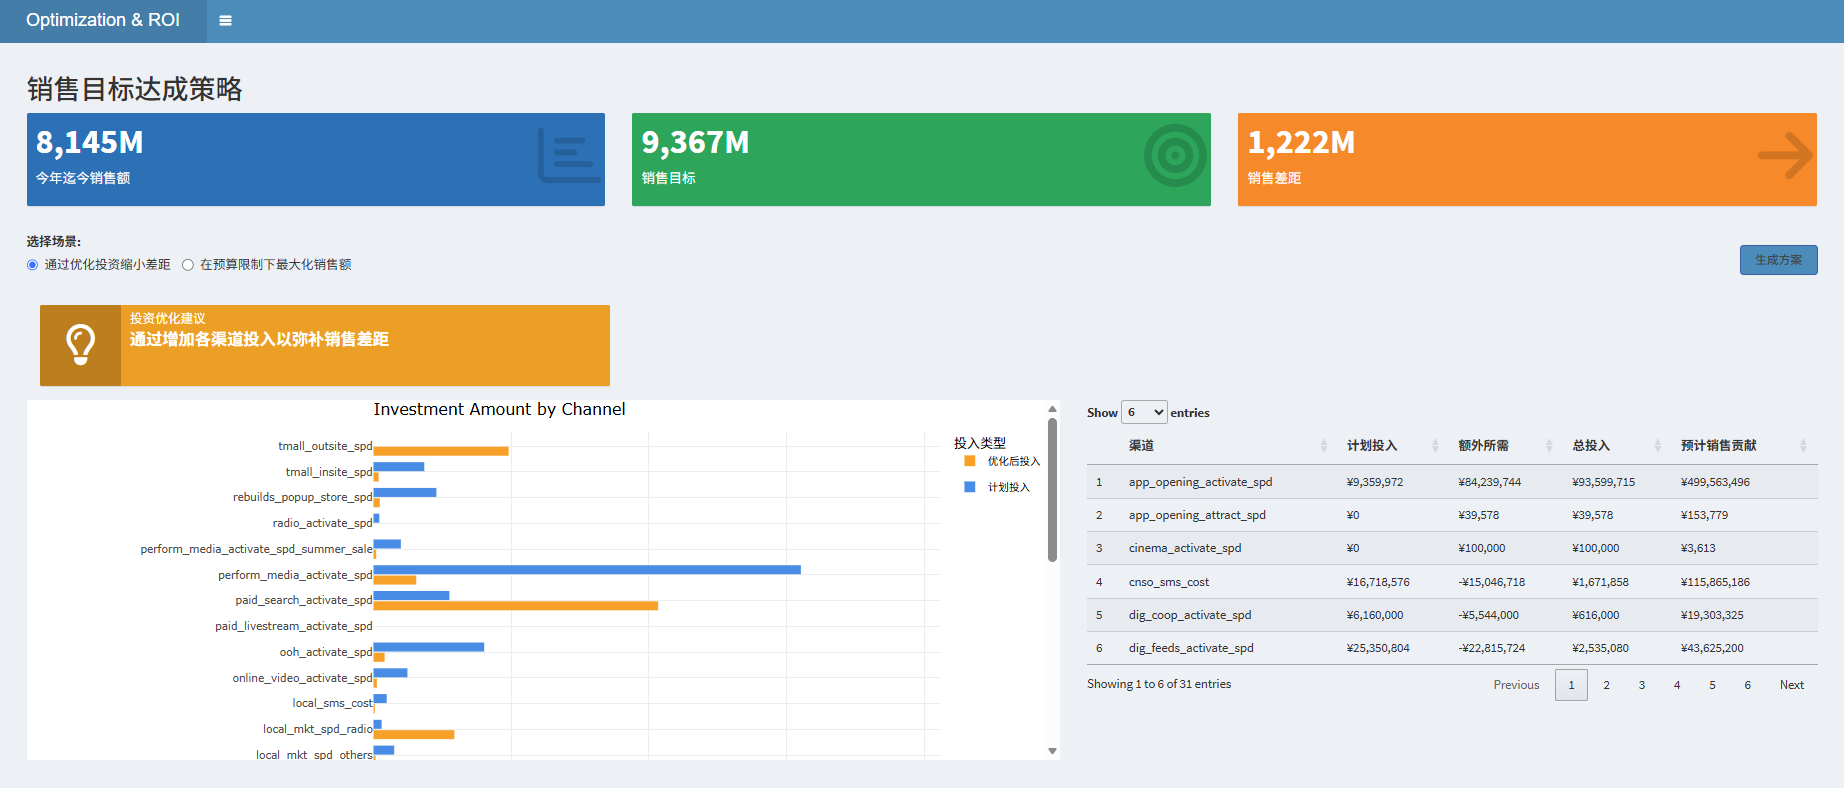 Optimization & ROI
销售目标达成策略
8,145M
今年迄今销售额
9,367M
销售目标
1,222M
销售差距
选择场景:
通过优化投资缩小差距 在预算限制下最大化销售额
生成方案
投资优化建议
通过增加各渠道投入以弥补销售差距
Investment Amount by Channel
tmall_outsite_spd
tmall_insite_spd
rebuilds_popup_store_spd
radio_activate_spd
perform_media_activate_spd_summer_sale
perform_media_activate_spd
paid_search_activate_spd
paid_livestream_activate_spd
ooh_activate_spd
online_video_activate_spd
local_sms_cost
local_mkt_spd_radio
local_mkt_spd_others
投入类型
优化后投入
计划投入
Show 6 entries
渠道 计划投入 额外所需 总投入 预计销售贡献
1 app_opening_activate_spd ¥9,359,972 ¥84,239,744 ¥93,599,715 ¥499,563,496
2 app_opening_attract_spd ¥0 ¥39,578 ¥39,578 ¥153,779
3 cinema_activate_spd ¥0 ¥100,000 ¥100,000 ¥3,613
4 cnso_sms_cost ¥16,718,576 -¥15,046,718 ¥1,671,858 ¥115,865,186
5 dig_coop_activate_spd ¥6,160,000 -¥5,544,000 ¥616,000 ¥19,303,325
6 dig_feeds_activate_spd ¥25,350,804 -¥22,815,724 ¥2,535,080 ¥43,625,200
Showing 1 to 6 of 31 entries
Previous 1 2 3 4 5 6 Next